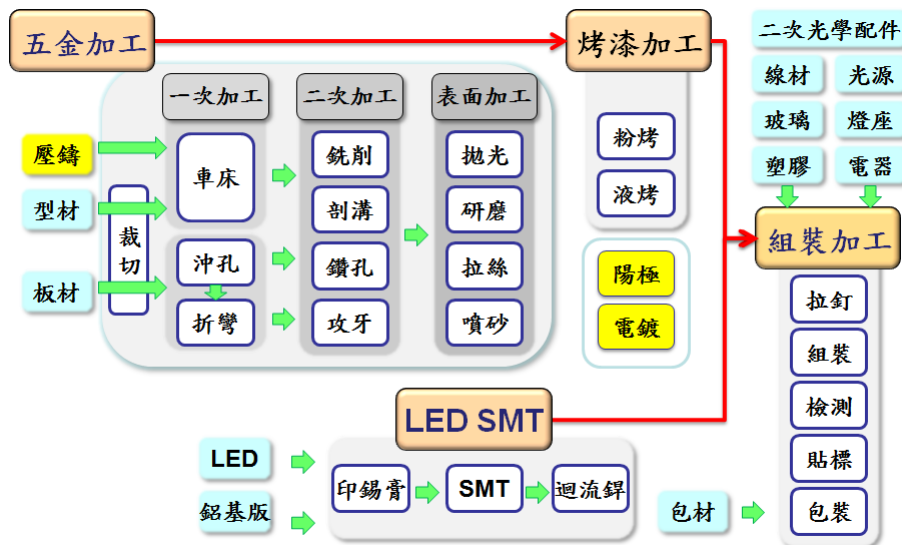 五金加工
烤漆加工
二次光學配件
線材
光源
玻璃
燈座
塑膠
電器
一次加工
二次加工
表面加工
壓鑄
型材
板材
裁切
車床
沖孔
折彎
銑削
剖溝
鑽孔
攻牙
拋光
研磨
拉絲
噴砂
粉烤
液烤
陽極
電鍍
組裝加工
拉釘
組裝
檢測
貼標
包裝
包材
LED SMT
LED
鋁基版
印錫膏
SMT
迴流銲